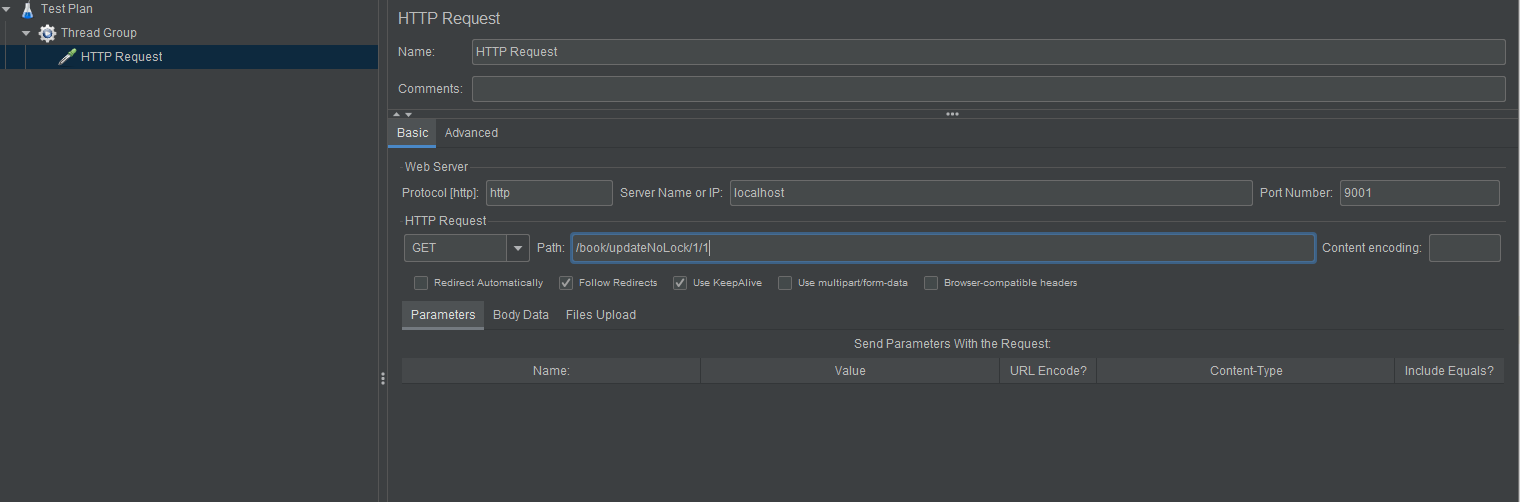 Test Plan
Thread Group
HTTP Request
HTTP Request
Name: HTTP Request
Comments:
Basic Advanced
Web Server
Protocol [http]: http Server Name or IP: localhost Port Number: 9001
HTTP Request
GET Path: /book/updateNoLock/1/1 Content encoding:
Redirect Automatically Follow Redirects Use KeepAlive Use multipart/form-data Browser-compatible headers
Parameters Body Data Files Upload
Send Parameters With the Request:
Name: Value URL Encode? Content-Type Include Equals?